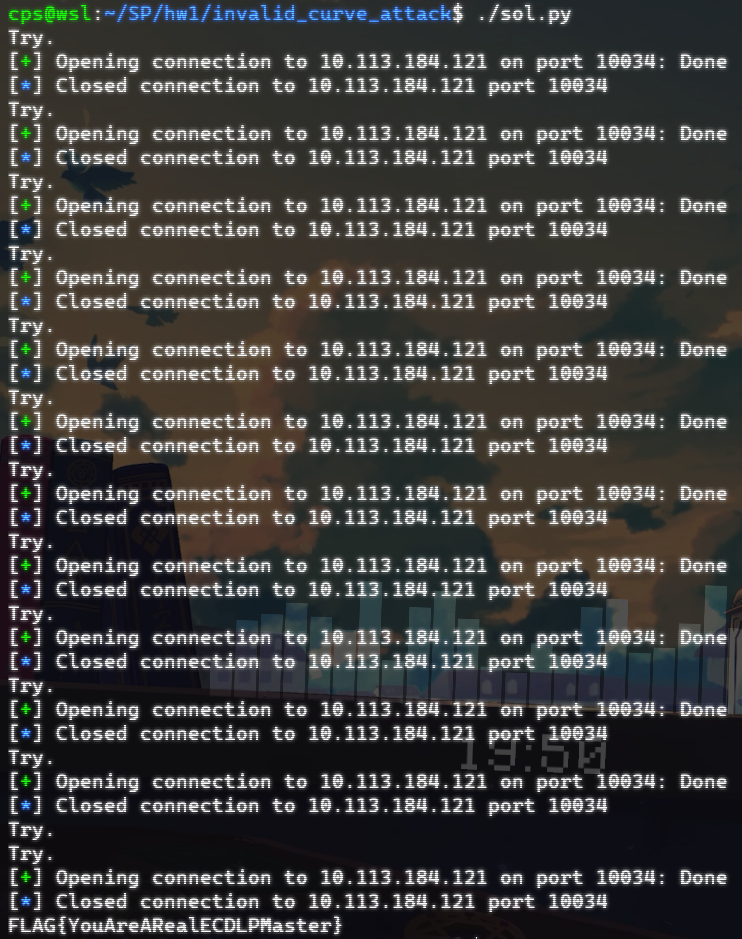 cps@wsl:~/SP/hw1/invalid_curve_attack$ ./sol.py
Try.
[+] Opening connection to 10.113.184.121 on port 10034: Done
[*] Closed connection to 10.113.184.121 port 10034
Try.
[+] Opening connection to 10.113.184.121 on port 10034: Done
[*] Closed connection to 10.113.184.121 port 10034
Try.
[+] Opening connection to 10.113.184.121 on port 10034: Done
[*] Closed connection to 10.113.184.121 port 10034
Try.
[+] Opening connection to 10.113.184.121 on port 10034: Done
[*] Closed connection to 10.113.184.121 port 10034
Try.
[+] Opening connection to 10.113.184.121 on port 10034: Done
[*] Closed connection to 10.113.184.121 port 10034
Try.
[+] Opening connection to 10.113.184.121 on port 10034: Done
[*] Closed connection to 10.113.184.121 port 10034
Try.
[+] Opening connection to 10.113.184.121 on port 10034: Done
[*] Closed connection to 10.113.184.121 port 10034
Try.
[+] Opening connection to 10.113.184.121 on port 10034: Done
[*] Closed connection to 10.113.184.121 port 10034
Try.
[+] Opening connection to 10.113.184.121 on port 10034: Done
[*] Closed connection to 10.113.184.121 port 10034
Try.
[+] Opening connection to 10.113.184.121 on port 10034: Done
[*] Closed connection to 10.113.184.121 port 10034
Try.
[+] Opening connection to 10.113.184.121 on port 10034: Done
[*] Closed connection to 10.113.184.121 port 10034
19:50
Try.
Try.
[+] Opening connection to 10.113.184.121 on port 10034: Done
[*] Closed connection to 10.113.184.121 port 10034
FLAG{YouAreARealECDLPMaster}